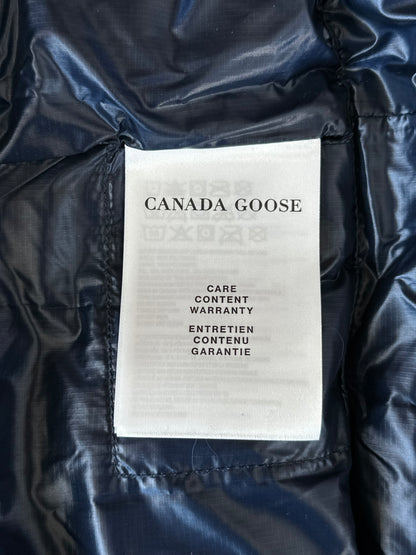 CANADA GOOSE
CARE
CONTENT
WARRANTY
ENTRETIEN
CONTENU
GARANTIE